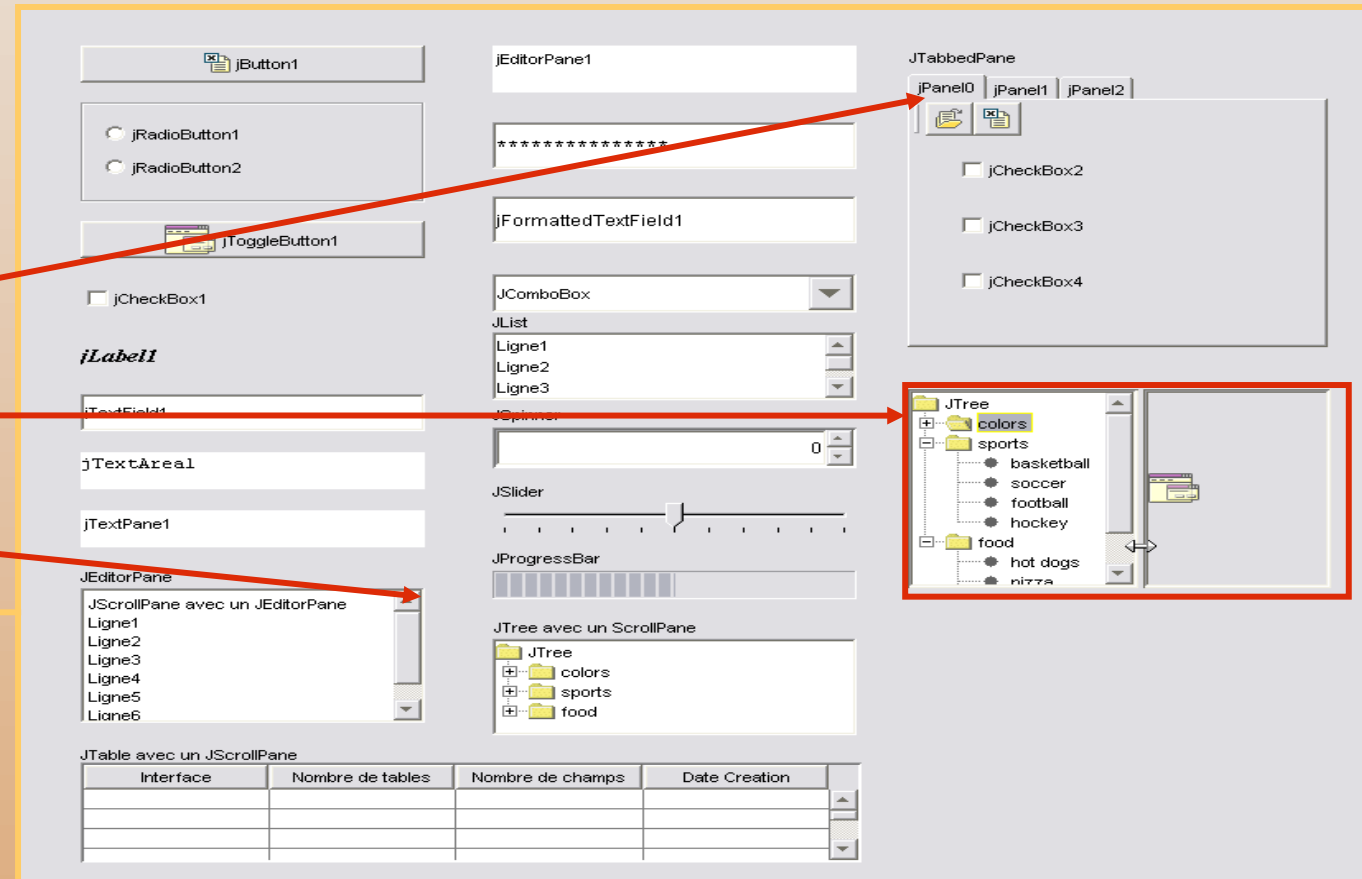 jButton1
jRadioButton1
jRadioButton2
jToggleButton1
jCheckBox1
jLabel1
jTextField1
jTextArea1
jTextPane1
JEditorPane
JScrollPane avec un JEditorPane
Ligne1
Ligne2
Ligne3
Ligne4
Ligne5
Ligne6
jEditorPane1
***************
jFormattedTextField1
JComboBox
JList
Ligne1
Ligne2
Ligne3
JSpinner
0
JSlider
JProgressBar
JTree avec un ScrollPane
JTree
colors
sports
food
JTable avec un JScrollPane
Interface Nombre de tables Nombre de champs Date Creation
JTabbedPane
jPanel0 jPanel1 jPanel2
jCheckBox2
jCheckBox3
jCheckBox4
JTree
colors
sports
basketball
soccer
football
hockey
food
hot dogs
pizza